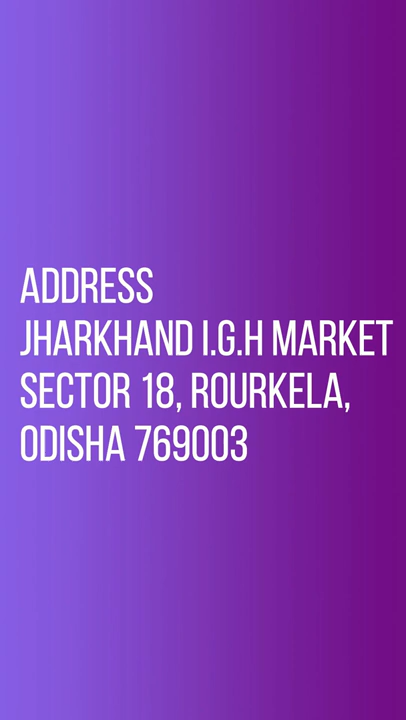 ADDRESS
JHARKHAND I.G.H MARKET
SECTOR 18, ROURKELA,
ODISHA 769003